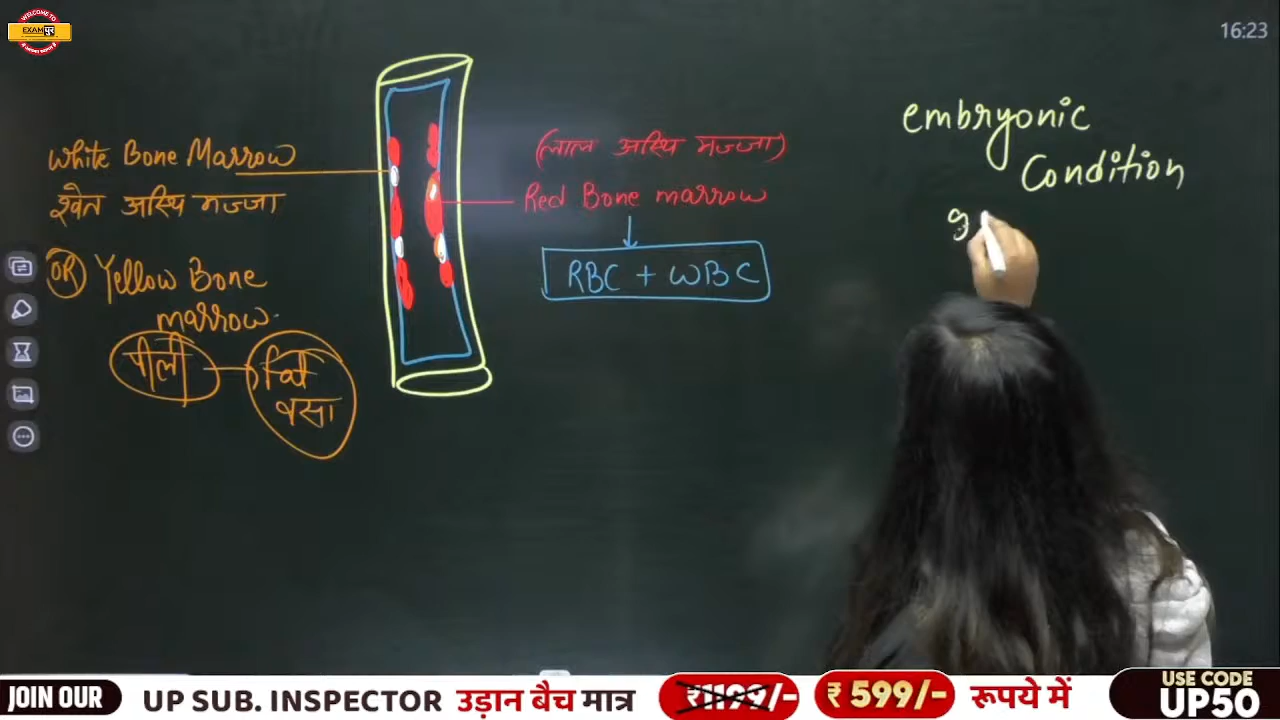 WELCOME TO
EXAMपुर
16:23
embryonic
Condition
White Bone Marrow
श्वेत अस्थि मज्जा
OR Yellow Bone
marrow.
पीली
वसा
(लाल अस्थि मज्जा)
Red Bone marrow
RBC + WBC
JOIN OUR
UP SUB. INSPECTOR उड़ान बैच मात्र
₹1199/-
₹ 599/- रूपये में
USE CODE
UP50